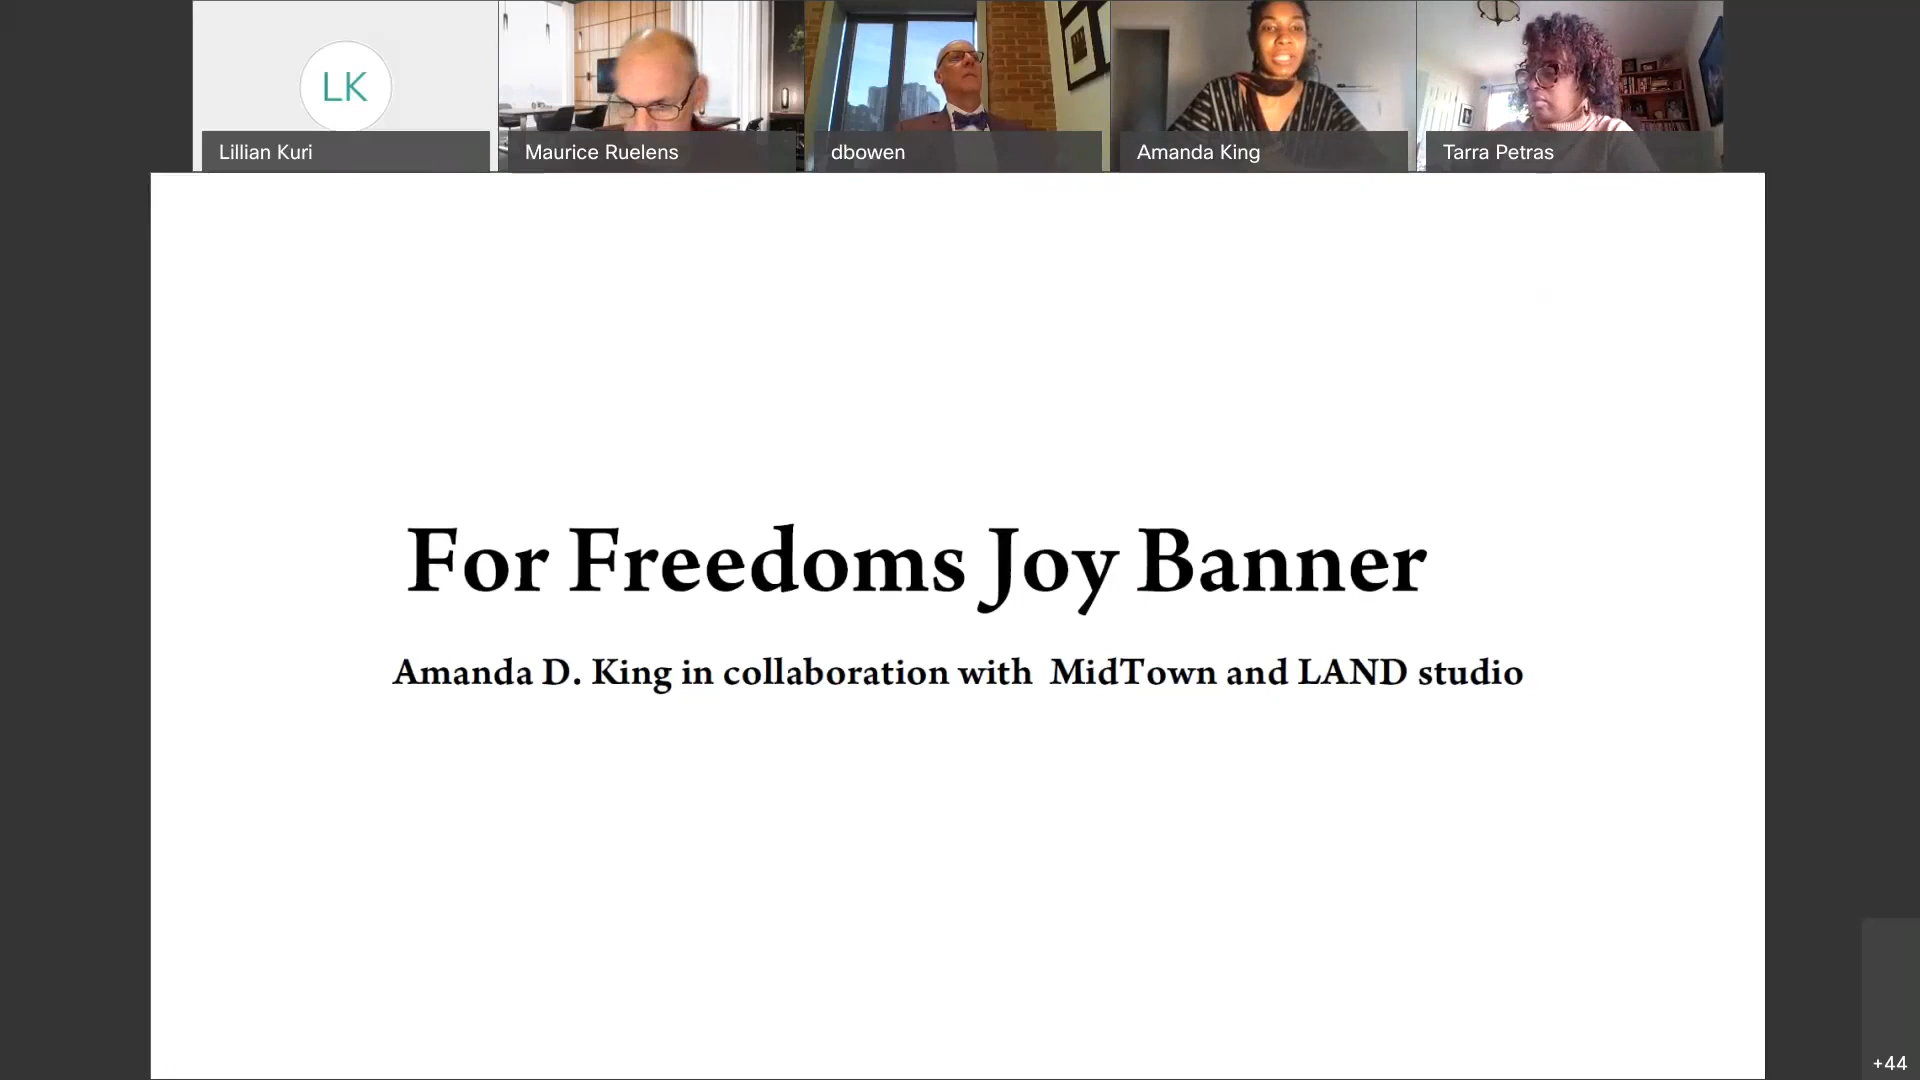 LK
Lillian Kuri
Maurice Ruelens
dbowen
Amanda King
Tarra Petras
For Freedoms Joy Banner
Amanda D. King in collaboration with MidTown and LAND studio
+44